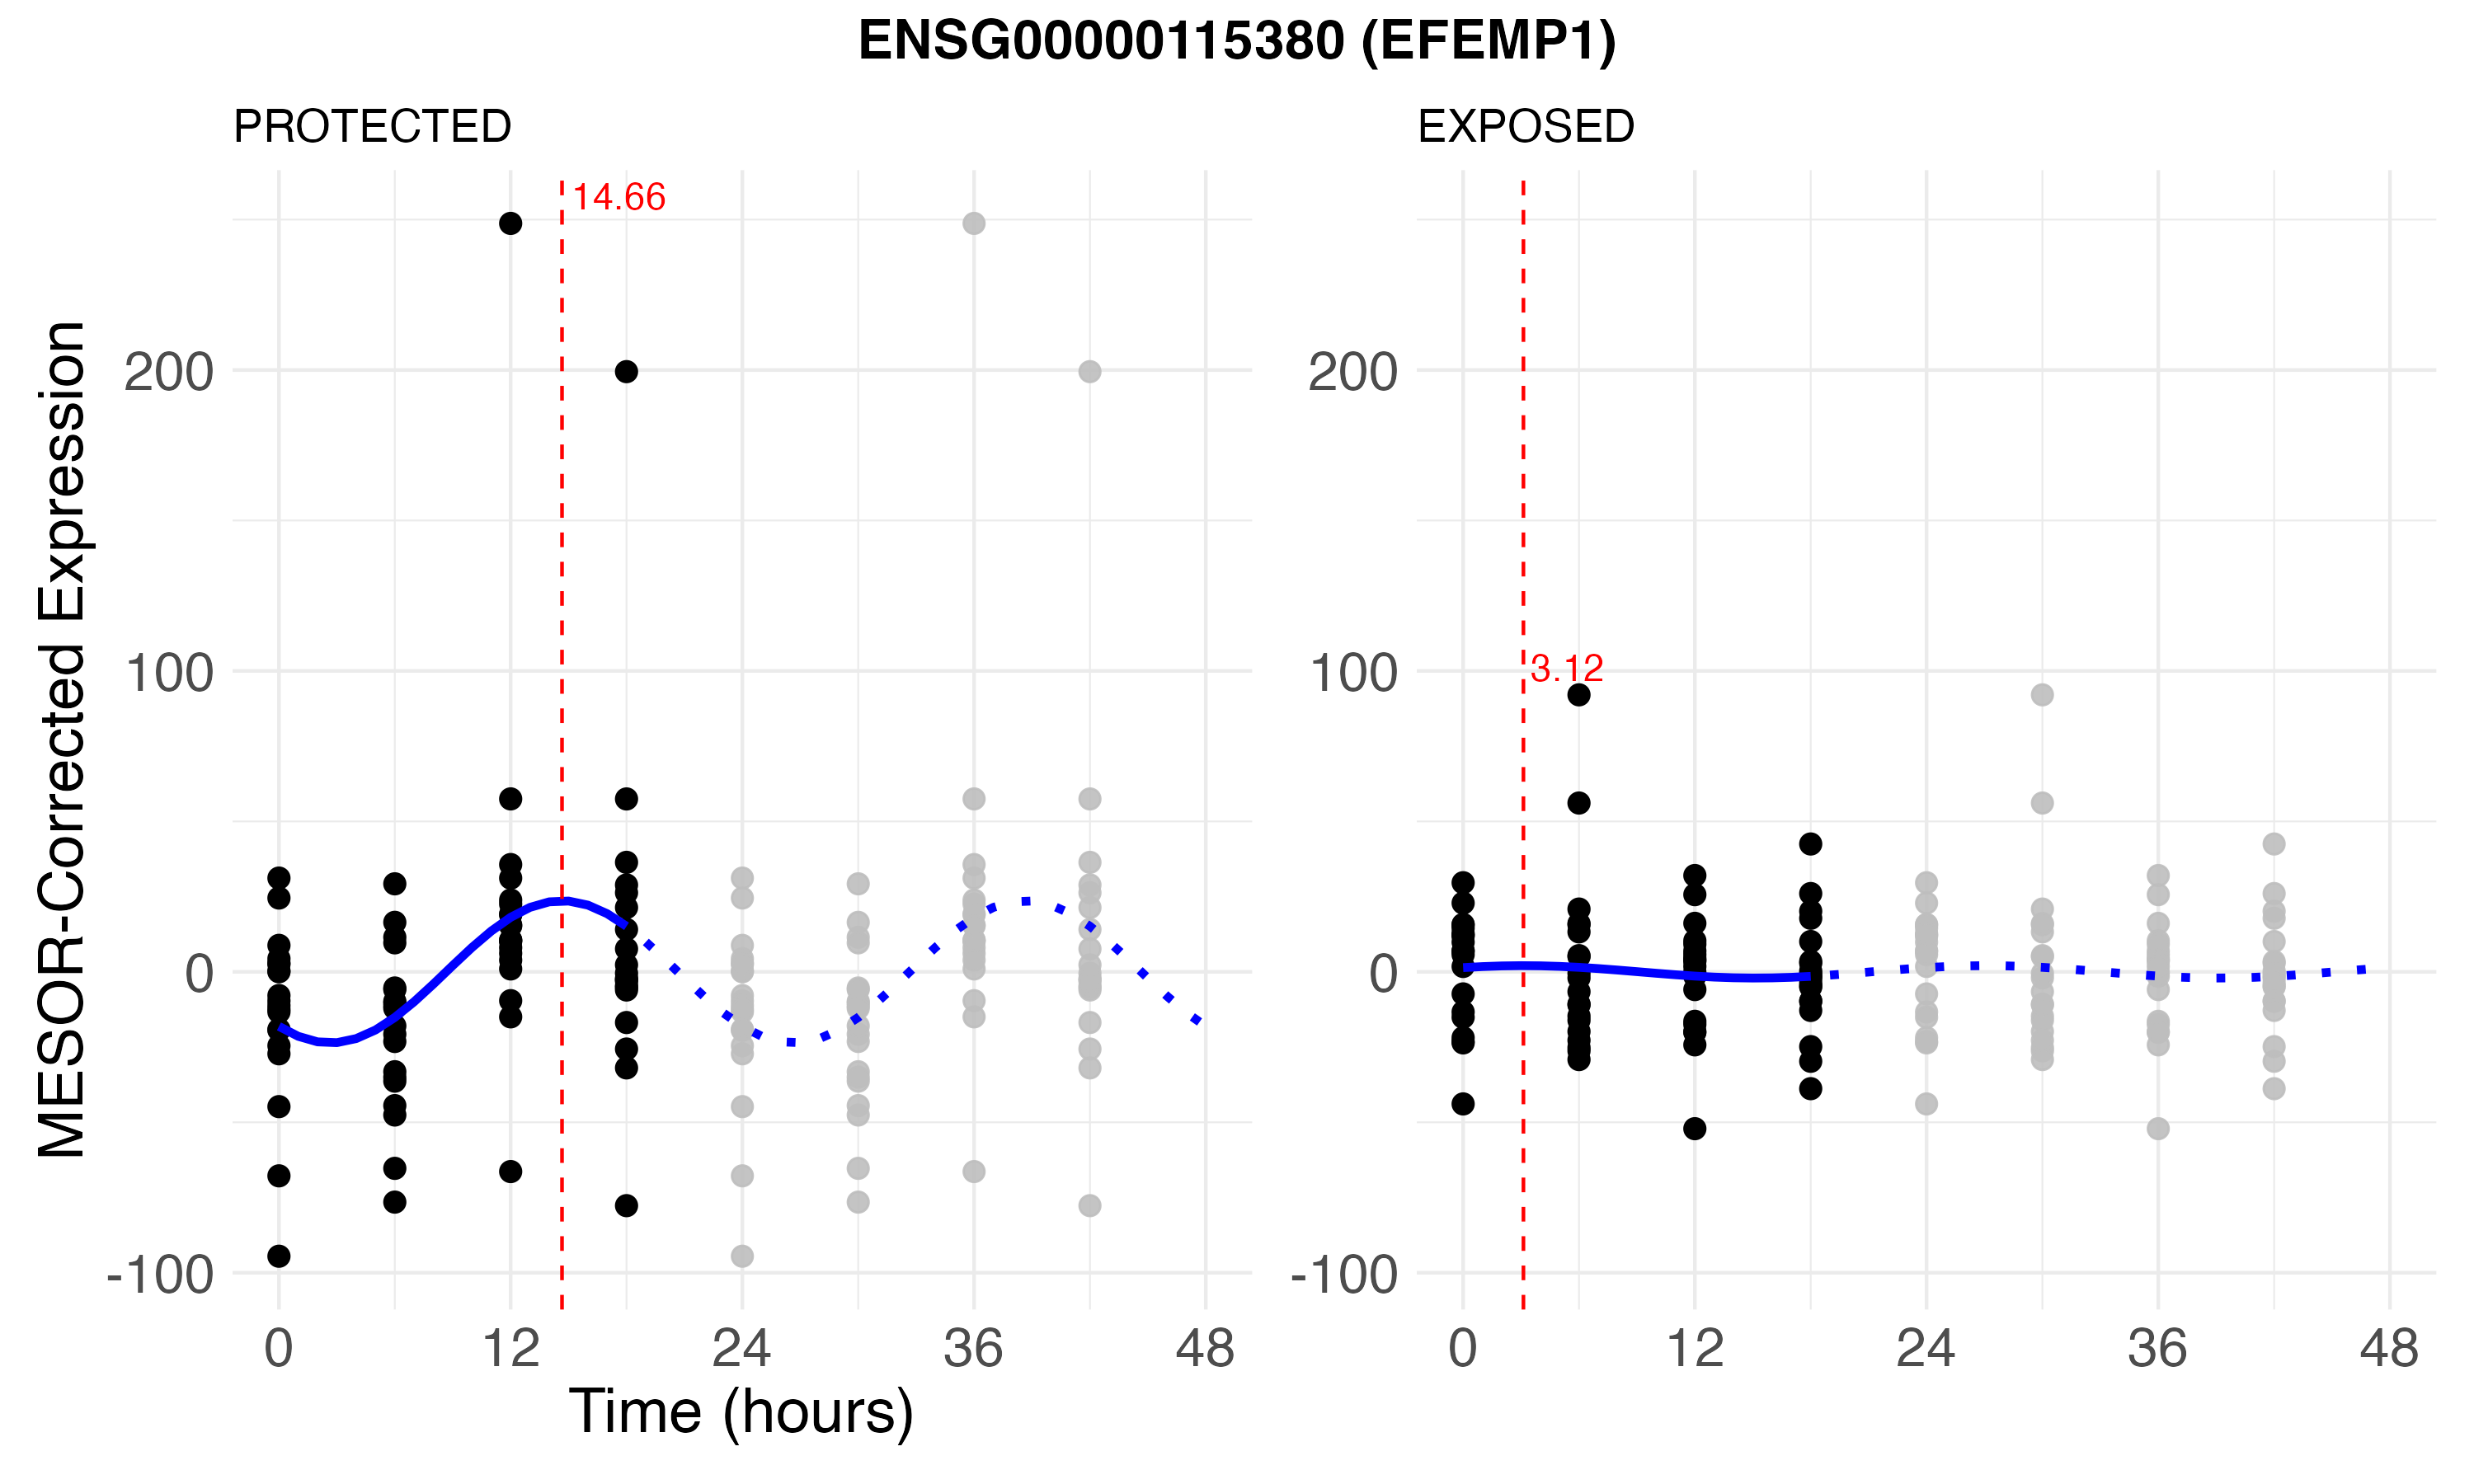 ENSG00000115380 (EFEMP1)
PROTECTED
EXPOSED
MESOR-Corrected Expression
200
100
0
-100
14.66
0 12 24 36 48
Time (hours)
200
100
0
-100
3.12
0 12 24 36 48